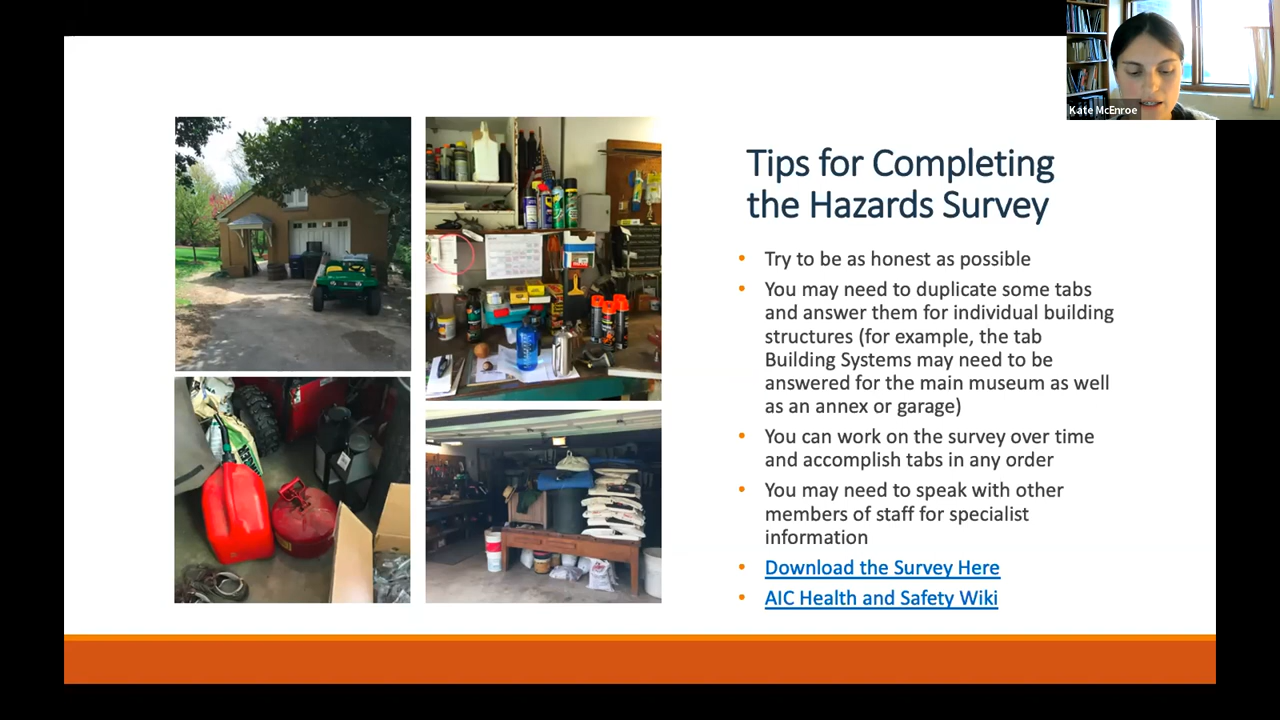 Kate McEnroe
Tips for Completing
the Hazards Survey
• Try to be as honest as possible
• You may need to duplicate some tabs
and answer them for individual building
structures (for example, the tab
Building Systems may need to be
answered for the main museum as well
as an annex or garage)
• You can work on the survey over time
and accomplish tabs in any order
• You may need to speak with other
members of staff for specialist
information
• Download the Survey Here
• AIC Health and Safety Wiki